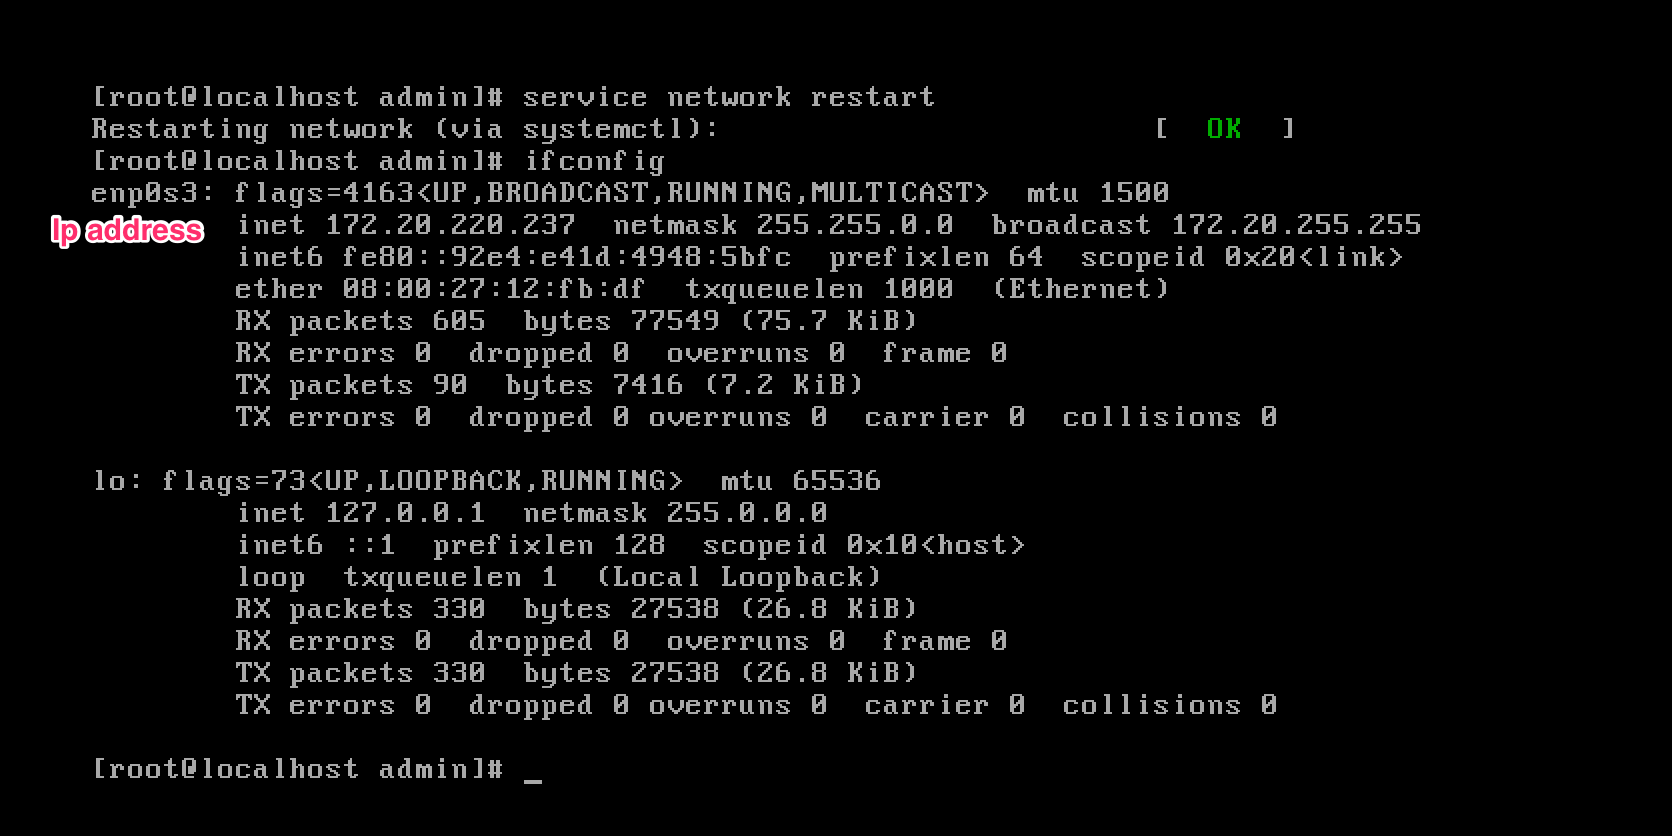 [root@localhost admin]# service network restart
Restarting network (via systemctl):                        [  OK  ]
[root@localhost admin]# ifconfig
enp0s3: flags=4163<UP,BROADCAST,RUNNING,MULTICAST>  mtu 1500
Ip address inet 172.20.220.237  netmask 255.255.0.0  broadcast 172.20.255.255
        inet6 fe80::92e4:e41d:4948:5bfc  prefixlen 64  scopeid 0x20<link>
        ether 08:00:27:12:fb:df  txqueuelen 1000  (Ethernet)
        RX packets 605  bytes 77549 (75.7 KiB)
        RX errors 0  dropped 0  overruns 0  frame 0
        TX packets 90  bytes 7416 (7.2 KiB)
        TX errors 0  dropped 0 overruns 0  carrier 0  collisions 0

lo: flags=73<UP,LOOPBACK,RUNNING>  mtu 65536
        inet 127.0.0.1  netmask 255.0.0.0
        inet6 ::1  prefixlen 128  scopeid 0x10<host>
        loop  txqueuelen 1  (Local Loopback)
        RX packets 330  bytes 27538 (26.8 KiB)
        RX errors 0  dropped 0  overruns 0  frame 0
        TX packets 330  bytes 27538 (26.8 KiB)
        TX errors 0  dropped 0 overruns 0  carrier 0  collisions 0

[root@localhost admin]# _